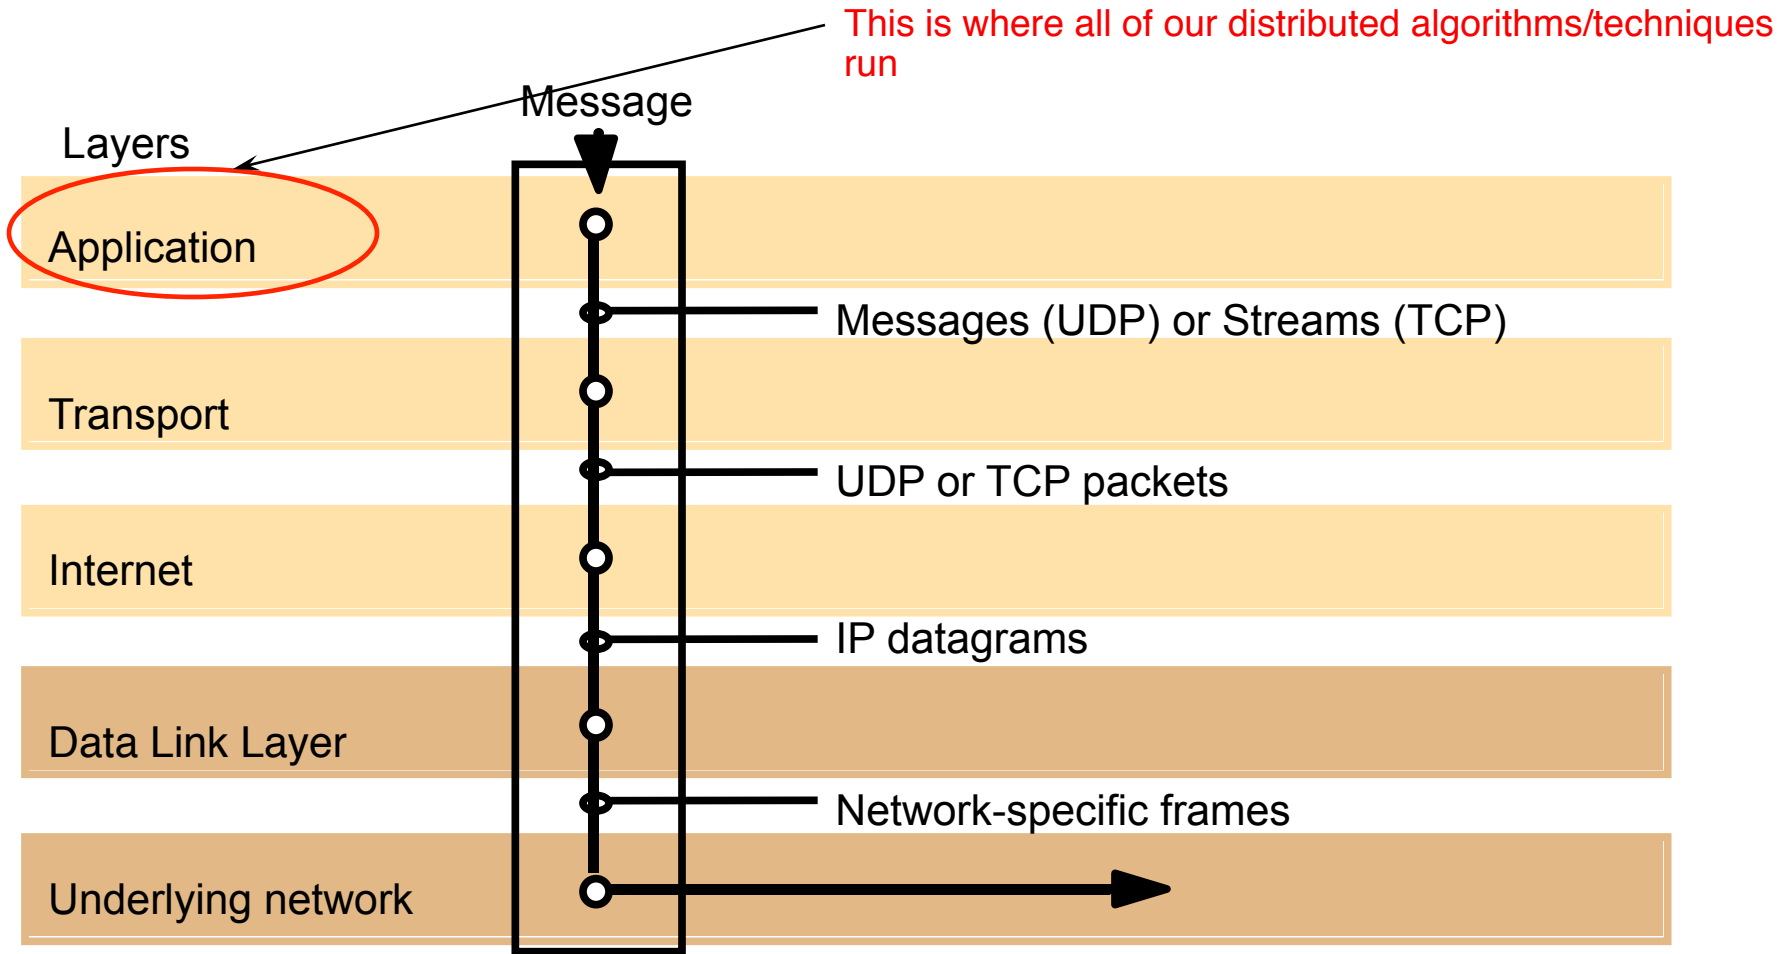 This is where all of our distributed algorithms/techniques
run
Message
Layers
Application
Messages (UDP) or Streams (TCP)
Transport
UDP or TCP packets
Internet
IP datagrams
Data Link Layer
Network-specific frames
Underlying network